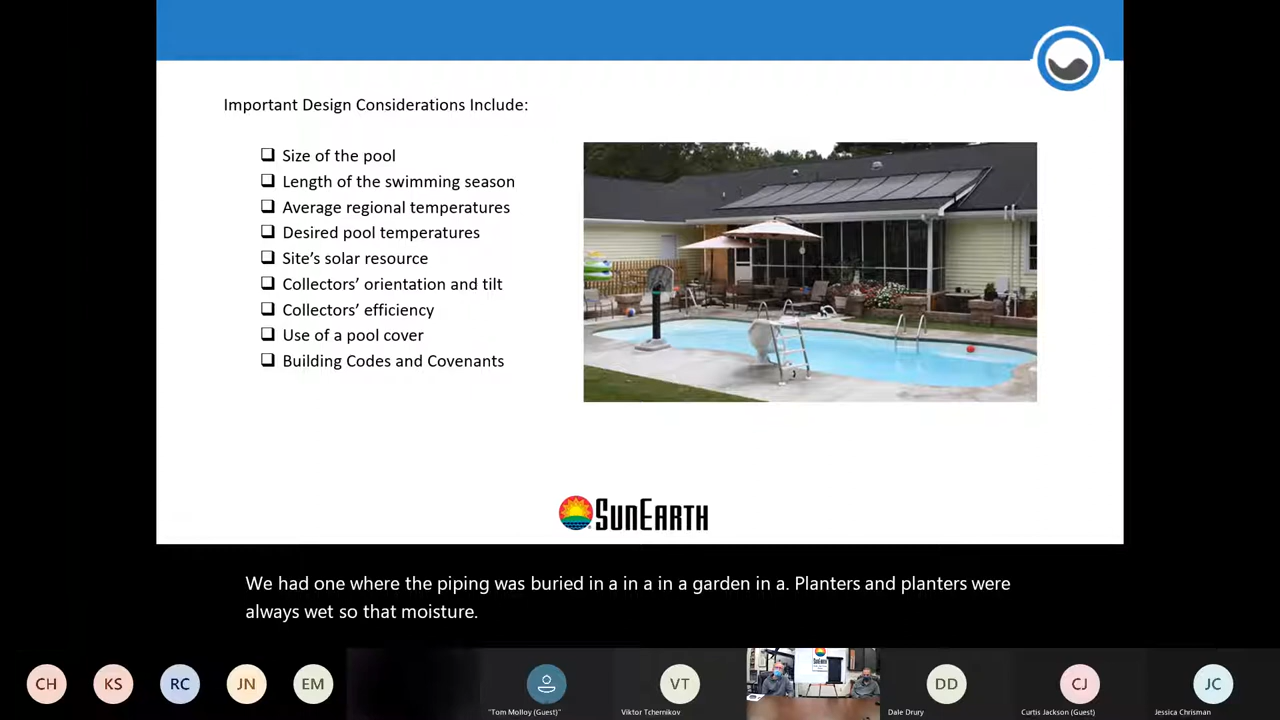 Important Design Considerations Include:
Size of the pool
Length of the swimming season
Average regional temperatures
Desired pool temperatures
Site's solar resource
Collectors' orientation and tilt
Collectors' efficiency
Use of a pool cover
Building Codes and Covenants
SUNEARTH
We had one where the piping was buried in a in a in a garden in a. Planters and planters were
always wet so that moisture.
CH
KS
RC
JN
EM
VT
SUNEARTH
DD
CJ
JC
"Tom Molloy (Guest)"
Viktor Tchernikov
Dale Drury
Curtis Jackson (Guest)
Jessica Chrisman